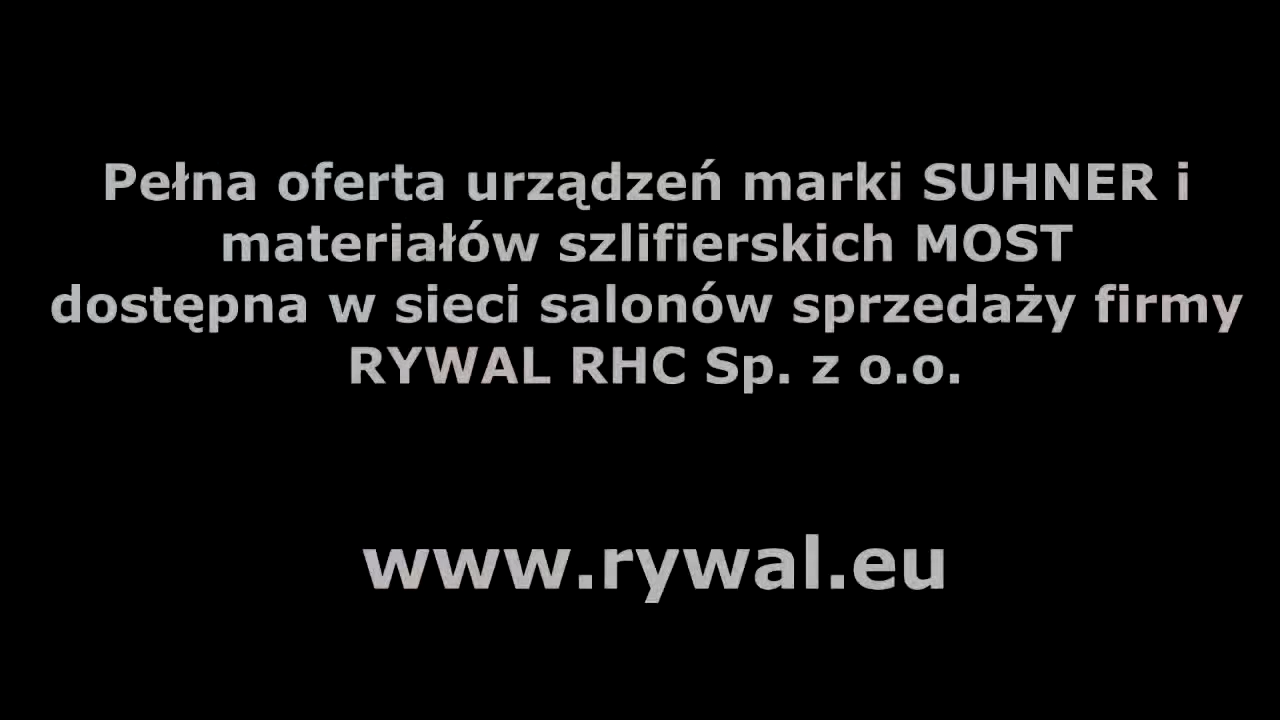 Pełna oferta urządzeń marki SUHNER i
materiałów szlifierskich MOST
dostępna w sieci salonów sprzedaży firmy
RYWAL RHC Sp. z o.o.
www.rywal.eu